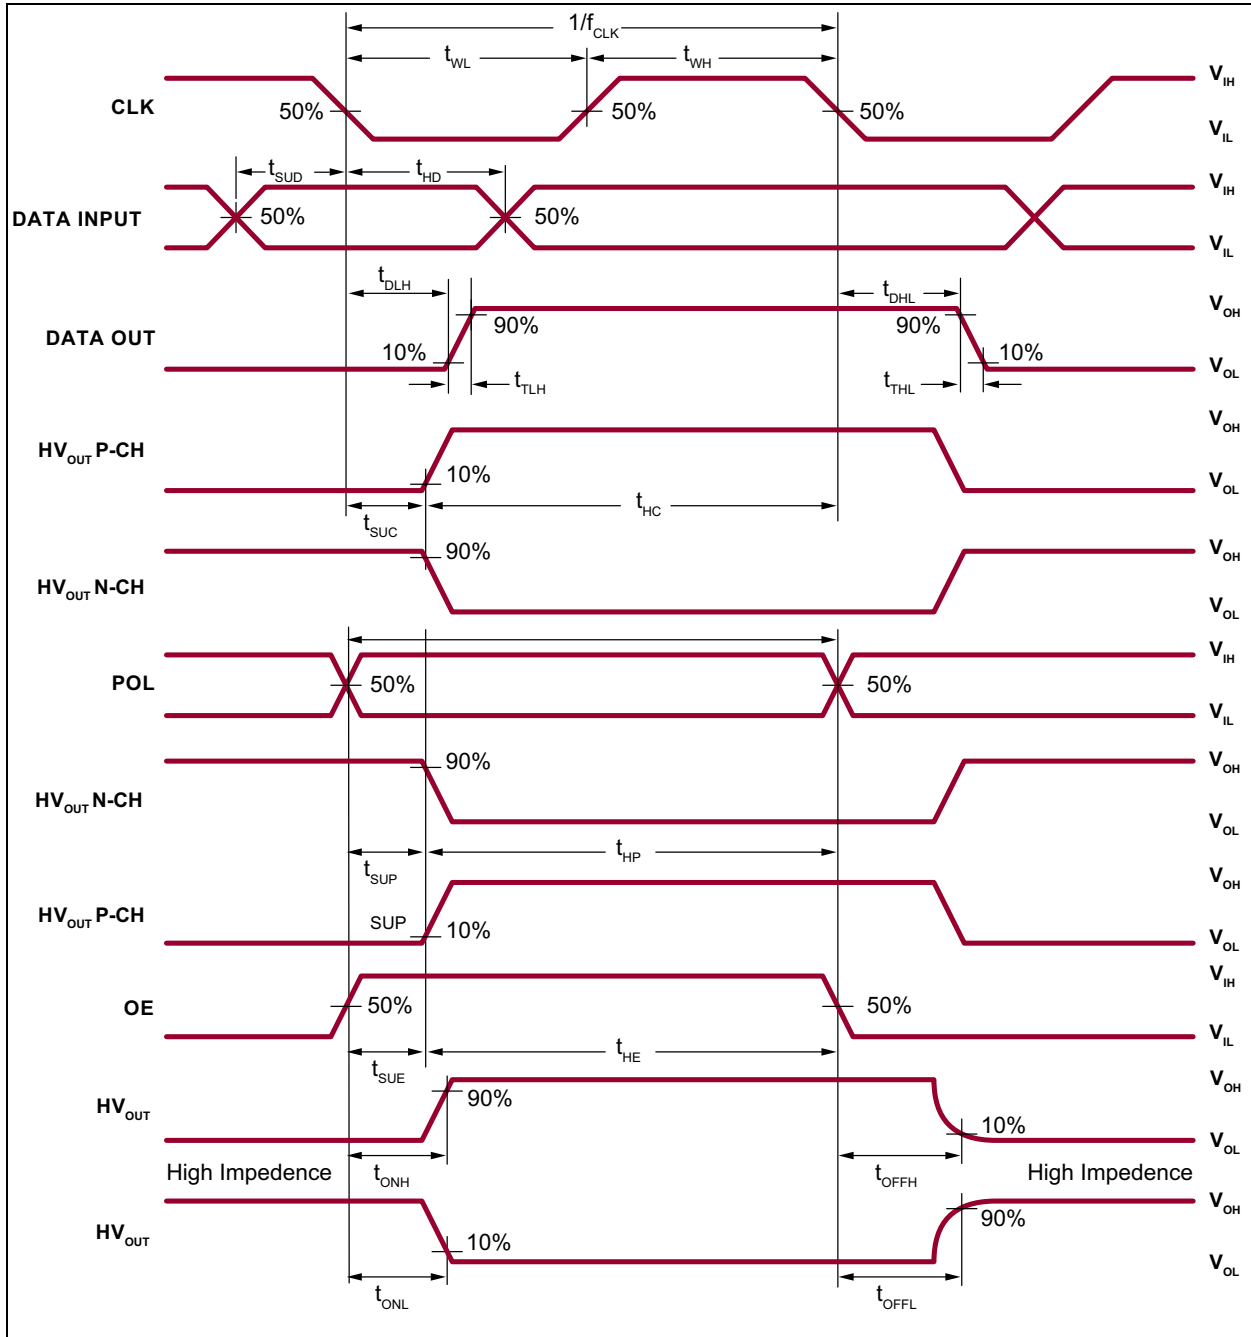 1/fCLK
tWL tWH
CLK 50% 50% 50% VIH
VIL
tSUD tHD
DATA INPUT 50% 50% VIH
VIL
tDLH tDHL
DATA OUT 10% 90% 90% 10% VOH
VOL
tTLH tTHL
HVOUT P-CH 10% VOH
VOL
tSUC tHC
HVOUT N-CH 90% VOH
VOL
POL 50% 50% VIH
VIL
HVOUT N-CH 90% VOH
VOL
tSUP tHP
HVOUT P-CH SUP 10% VOH
VOL
OE 50% 50% VIH
VIL
tSUE tHE
HVOUT 90% 10% VOH
VOL
High Impedence tONH tOFFH High Impedence
HVOUT 10% 90% VOH
VOL
tONL tOFFL